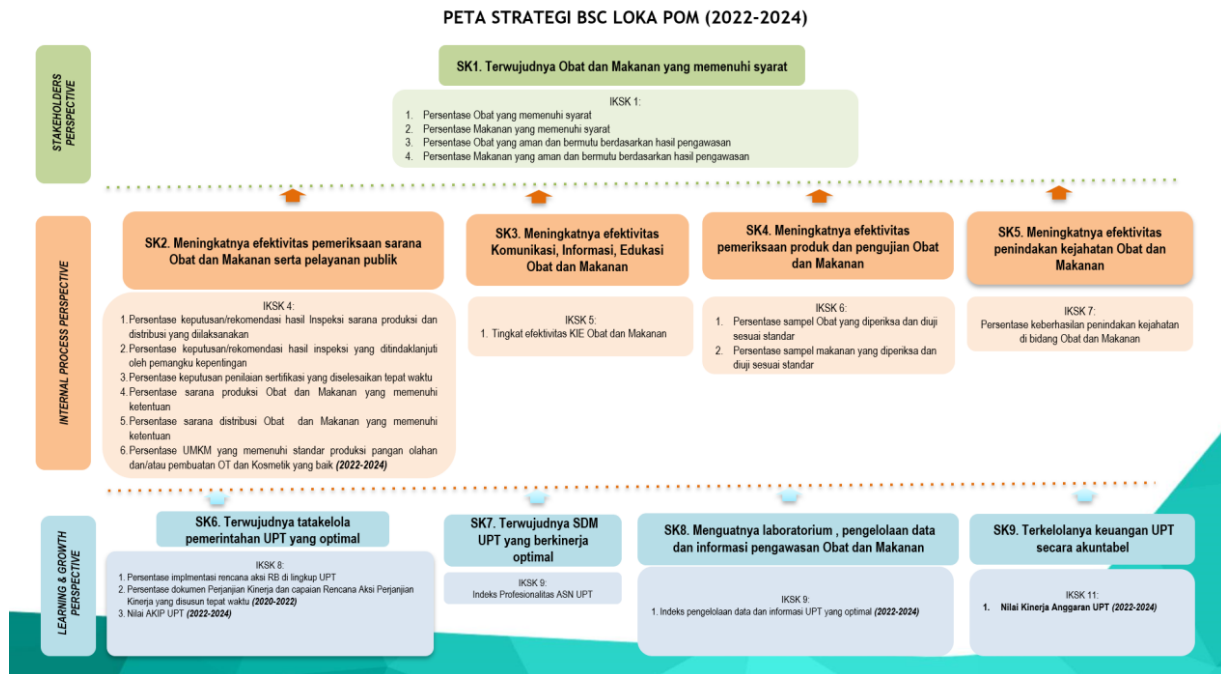 PETA STRATEGI BSC LOKA POM (2022-2024)
STAKEHOLDERS
PERSPECTIVE
SK1. Terwujudnya Obat dan Makanan yang memenuhi syarat
IKSK 1:
1. Persentase Obat yang memenuhi syarat
2. Persentase Makanan yang memenuhi syarat
3. Persentase Obat yang aman dan bermutu berdasarkan hasil pengawasan
4. Persentase Makanan yang aman dan bermutu berdasarkan hasil pengawasan
INTERNAL PROCESS PERSPECTIVE
SK2. Meningkatnya efektivitas pemeriksaan sarana
Obat dan Makanan serta pelayanan publik
IKSK 4:
1. Persentase keputusan/rekomendasi hasil Inspeksi sarana produksi dan
distribusi yang diilaksanakan
2. Persentase keputusan/rekomendasi hasil inspeksi yang ditindaklanjuti
oleh pemangku kepentingan
3. Persentase keputusan penilaian sertifikasi yang diselesaikan tepat waktu
4. Persentase sarana produksi Obat dan Makanan yang memenuhi
ketentuan
5. Persentase sarana distribusi Obat dan Makanan yang memenuhi
ketentuan
6. Persentase UMKM yang memenuhi standar produksi pangan olahan
dan/atau pembuatan OT dan Kosmetik yang baik (2022-2024)
SK3. Meningkatnya efektivitas
Komunikasi, Informasi, Edukasi
Obat dan Makanan
IKSK 5:
1. Tingkat efektivitas KIE Obat dan Makanan
SK4. Meningkatnya efektivitas
pemeriksaan produk dan pengujian Obat
dan Makanan
IKSK 6:
1. Persentase sampel Obat yang diperiksa dan diuji
sesuai standar
2. Persentase sampel makanan yang diperiksa dan
diuji sesuai standar
SK5. Meningkatnya efektivitas
penindakan kejahatan Obat dan
Makanan
IKSK 7:
Persentase keberhasilan penindakan kejahatan
di bidang Obat dan Makanan
LEARNING & GROWTH
PERSPECTIVE
SK6. Terwujudnya tatakelola
pemerintahan UPT yang optimal
IKSK 8:
1. Persentase implmentasi rencana aksi RB di lingkup UPT
2. Persentase dokumen Perjanjian Kinerja dan capaian Rencana Aksi Perjanjian
Kinerja yang disusun tepat waktu (2020-2022)
3. Nilai AKIP UPT (2022-2024)
SK7. Terwujudnya SDM
UPT yang berkinerja
optimal
IKSK 9:
Indeks Profesionalitas ASN UPT
SK8. Menguatnya laboratorium , pengelolaan data
dan informasi pengawasan Obat dan Makanan
IKSK 9:
1. Indeks pengelolaan data dan informasi UPT yang optimal (2022-2024)
SK9. Terkelolanya keuangan UPT
secara akuntabel
IKSK 11:
1. Nilai Kinerja Anggaran UPT (2022-2024)